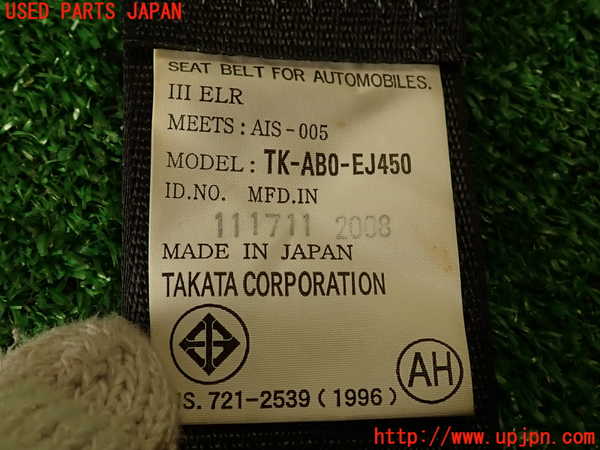 USED PARTS JAPAN
SEAT BELT FOR AUTOMOBILES.
III ELR
MEETS : AIS-005
MODEL : TK-AB0-EJ450
ID.NO. MFD.IN
111711 2008
MADE IN JAPAN
TAKATA CORPORATION
AH
721-2539 (1996)
http://www.upjpn.com/